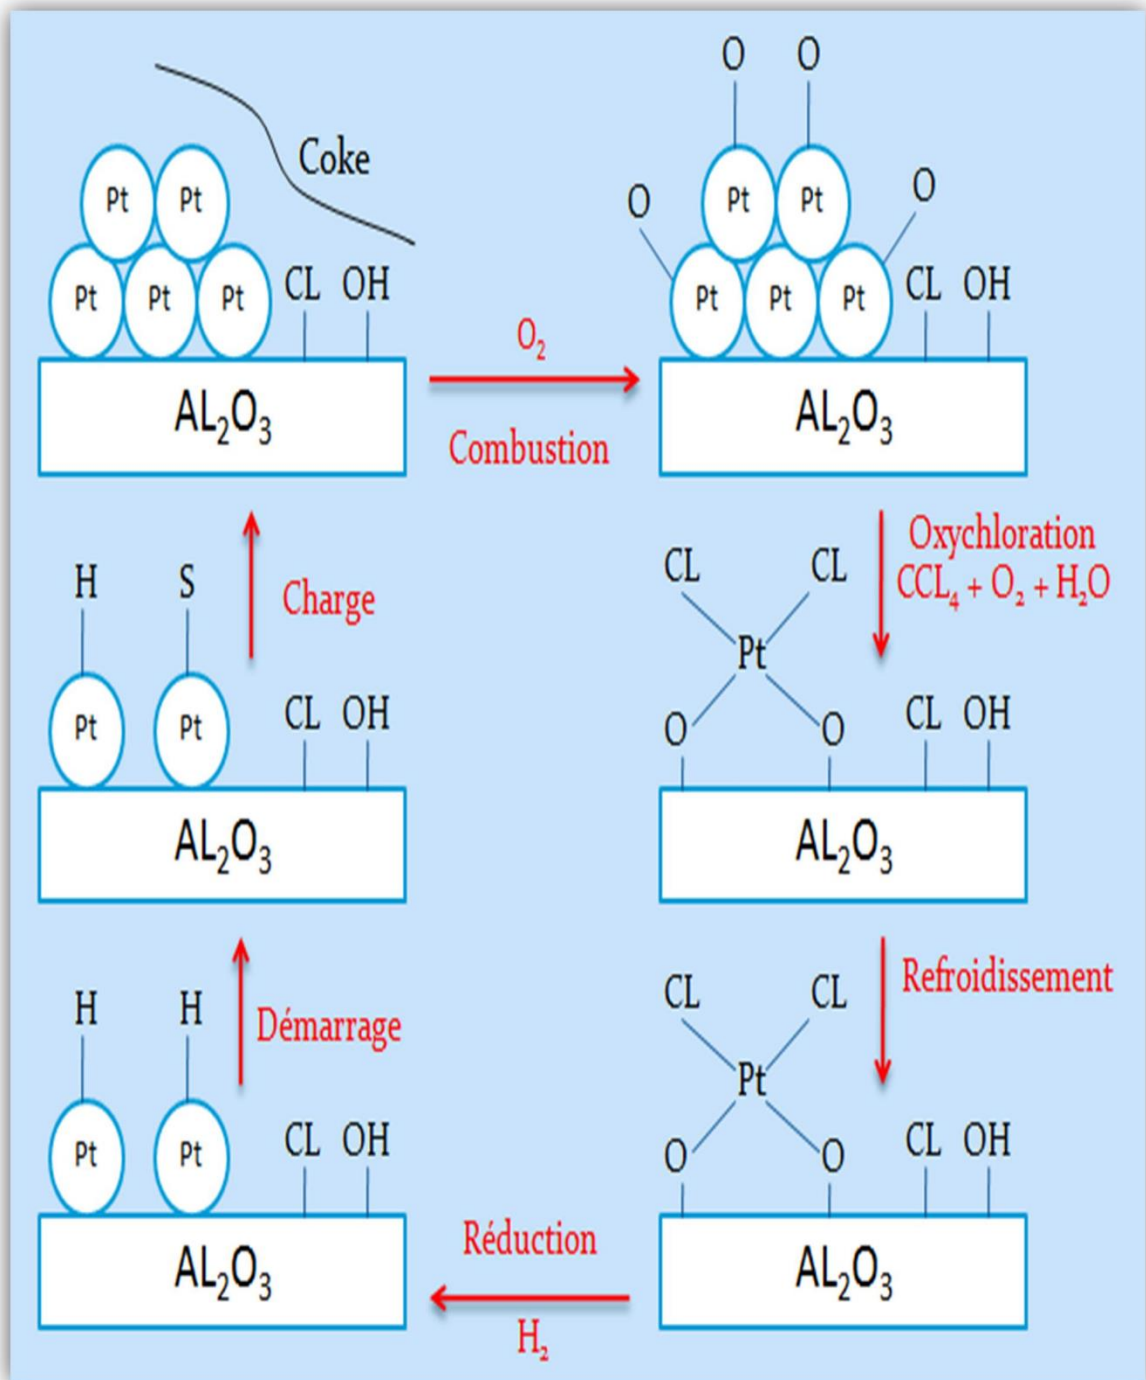 O O
Coke
Pt Pt
O Pt Pt O
Pt Pt Pt CL OH
Pt Pt Pt CL OH
O₂
AL₂O₃
Combustion
AL₂O₃
Oxychloration
CCL₄ + O₂ + H₂O
H S
Charge
CL CL
Pt
Pt Pt CL OH
O O CL OH
AL₂O₃
AL₂O₃
Refroidissement
H H
Démarrage
CL CL
Pt
Pt Pt CL OH
O O CL OH
Réduction
AL₂O₃
AL₂O₃
H₂